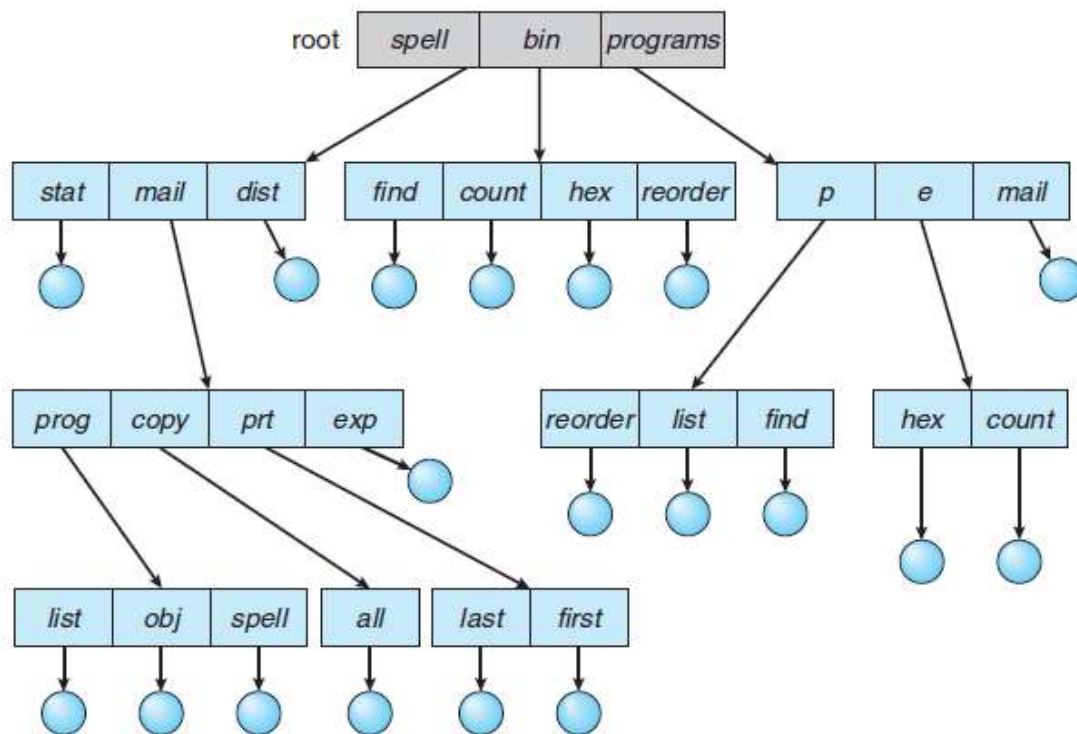 root spell bin programs
stat mail dist find count hex reorder p e mail
prog copy prt exp reorder list find hex count
list obj spell all last first